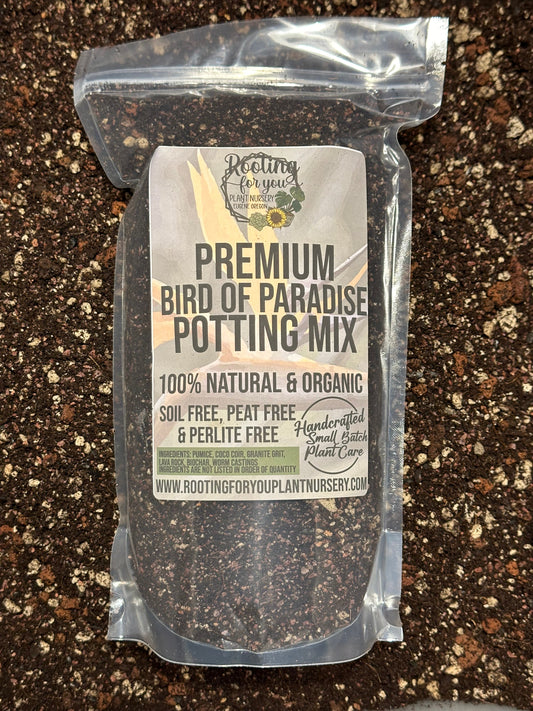 Rooting
for you
PLANT NURSERY
EUGENE OREGON
PREMIUM
BIRD OF PARADISE
POTTING MIX
100% NATURAL & ORGANIC
SOIL FREE, PEAT FREE
& PERLITE FREE
Handcrafted
Small Batch
Plant Care
INGREDIENTS: PUMICE, COCO COIR, GRANITE GRIT,
LAVA ROCK, BIOCHAR, WORM CASTINGS
INGREDIENTS ARE NOT LISTED IN ORDER OF QUANTITY
WWW.ROOTINGFORYOUPLANTNURSERY.COM